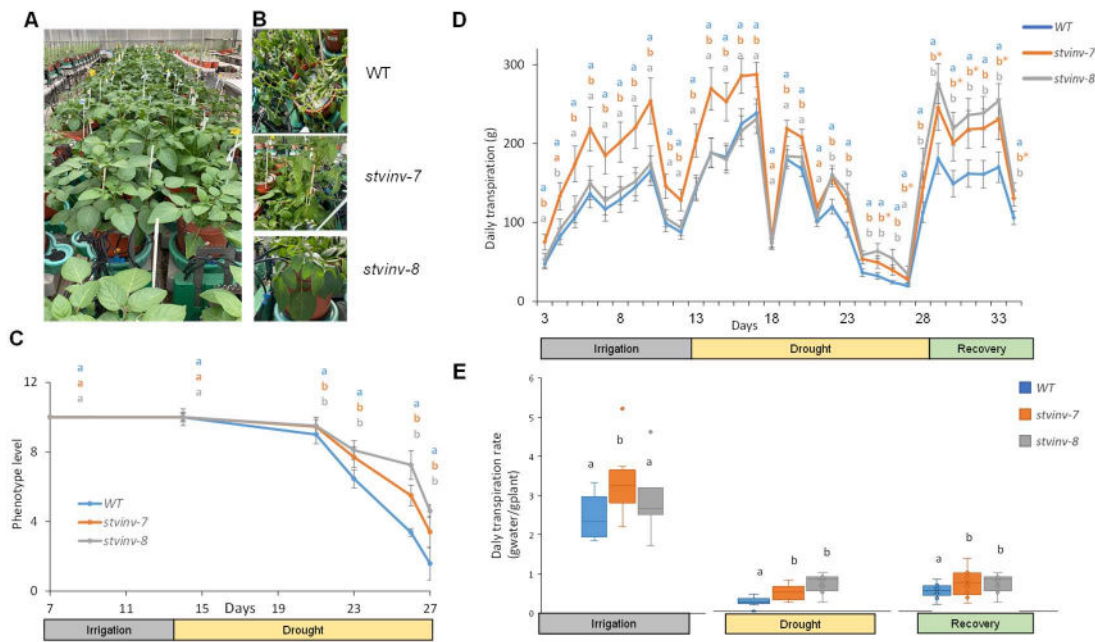 A
B
WT
stvinv-7
stvinv-8
C
12
8
4
0
Phenotype level
a a a a a
a a b b b b
a a b b b b
WT
stvinv-7
stvinv-8
7 11 15 Days 19 23 27
Irrigation Drought
D
WT
stvinv-7
stvinv-8
300
200
100
0
Daily transpiration (g)
3 8 13 18 23 28 33
Days
Irrigation Drought Recovery
E
6
5
4
3
2
1
0
Daly transpiration rate
(gwater/gplant)
WT
stvinv-7
stvinv-8
a b a
a b b
a b b
Irrigation Drought Recovery